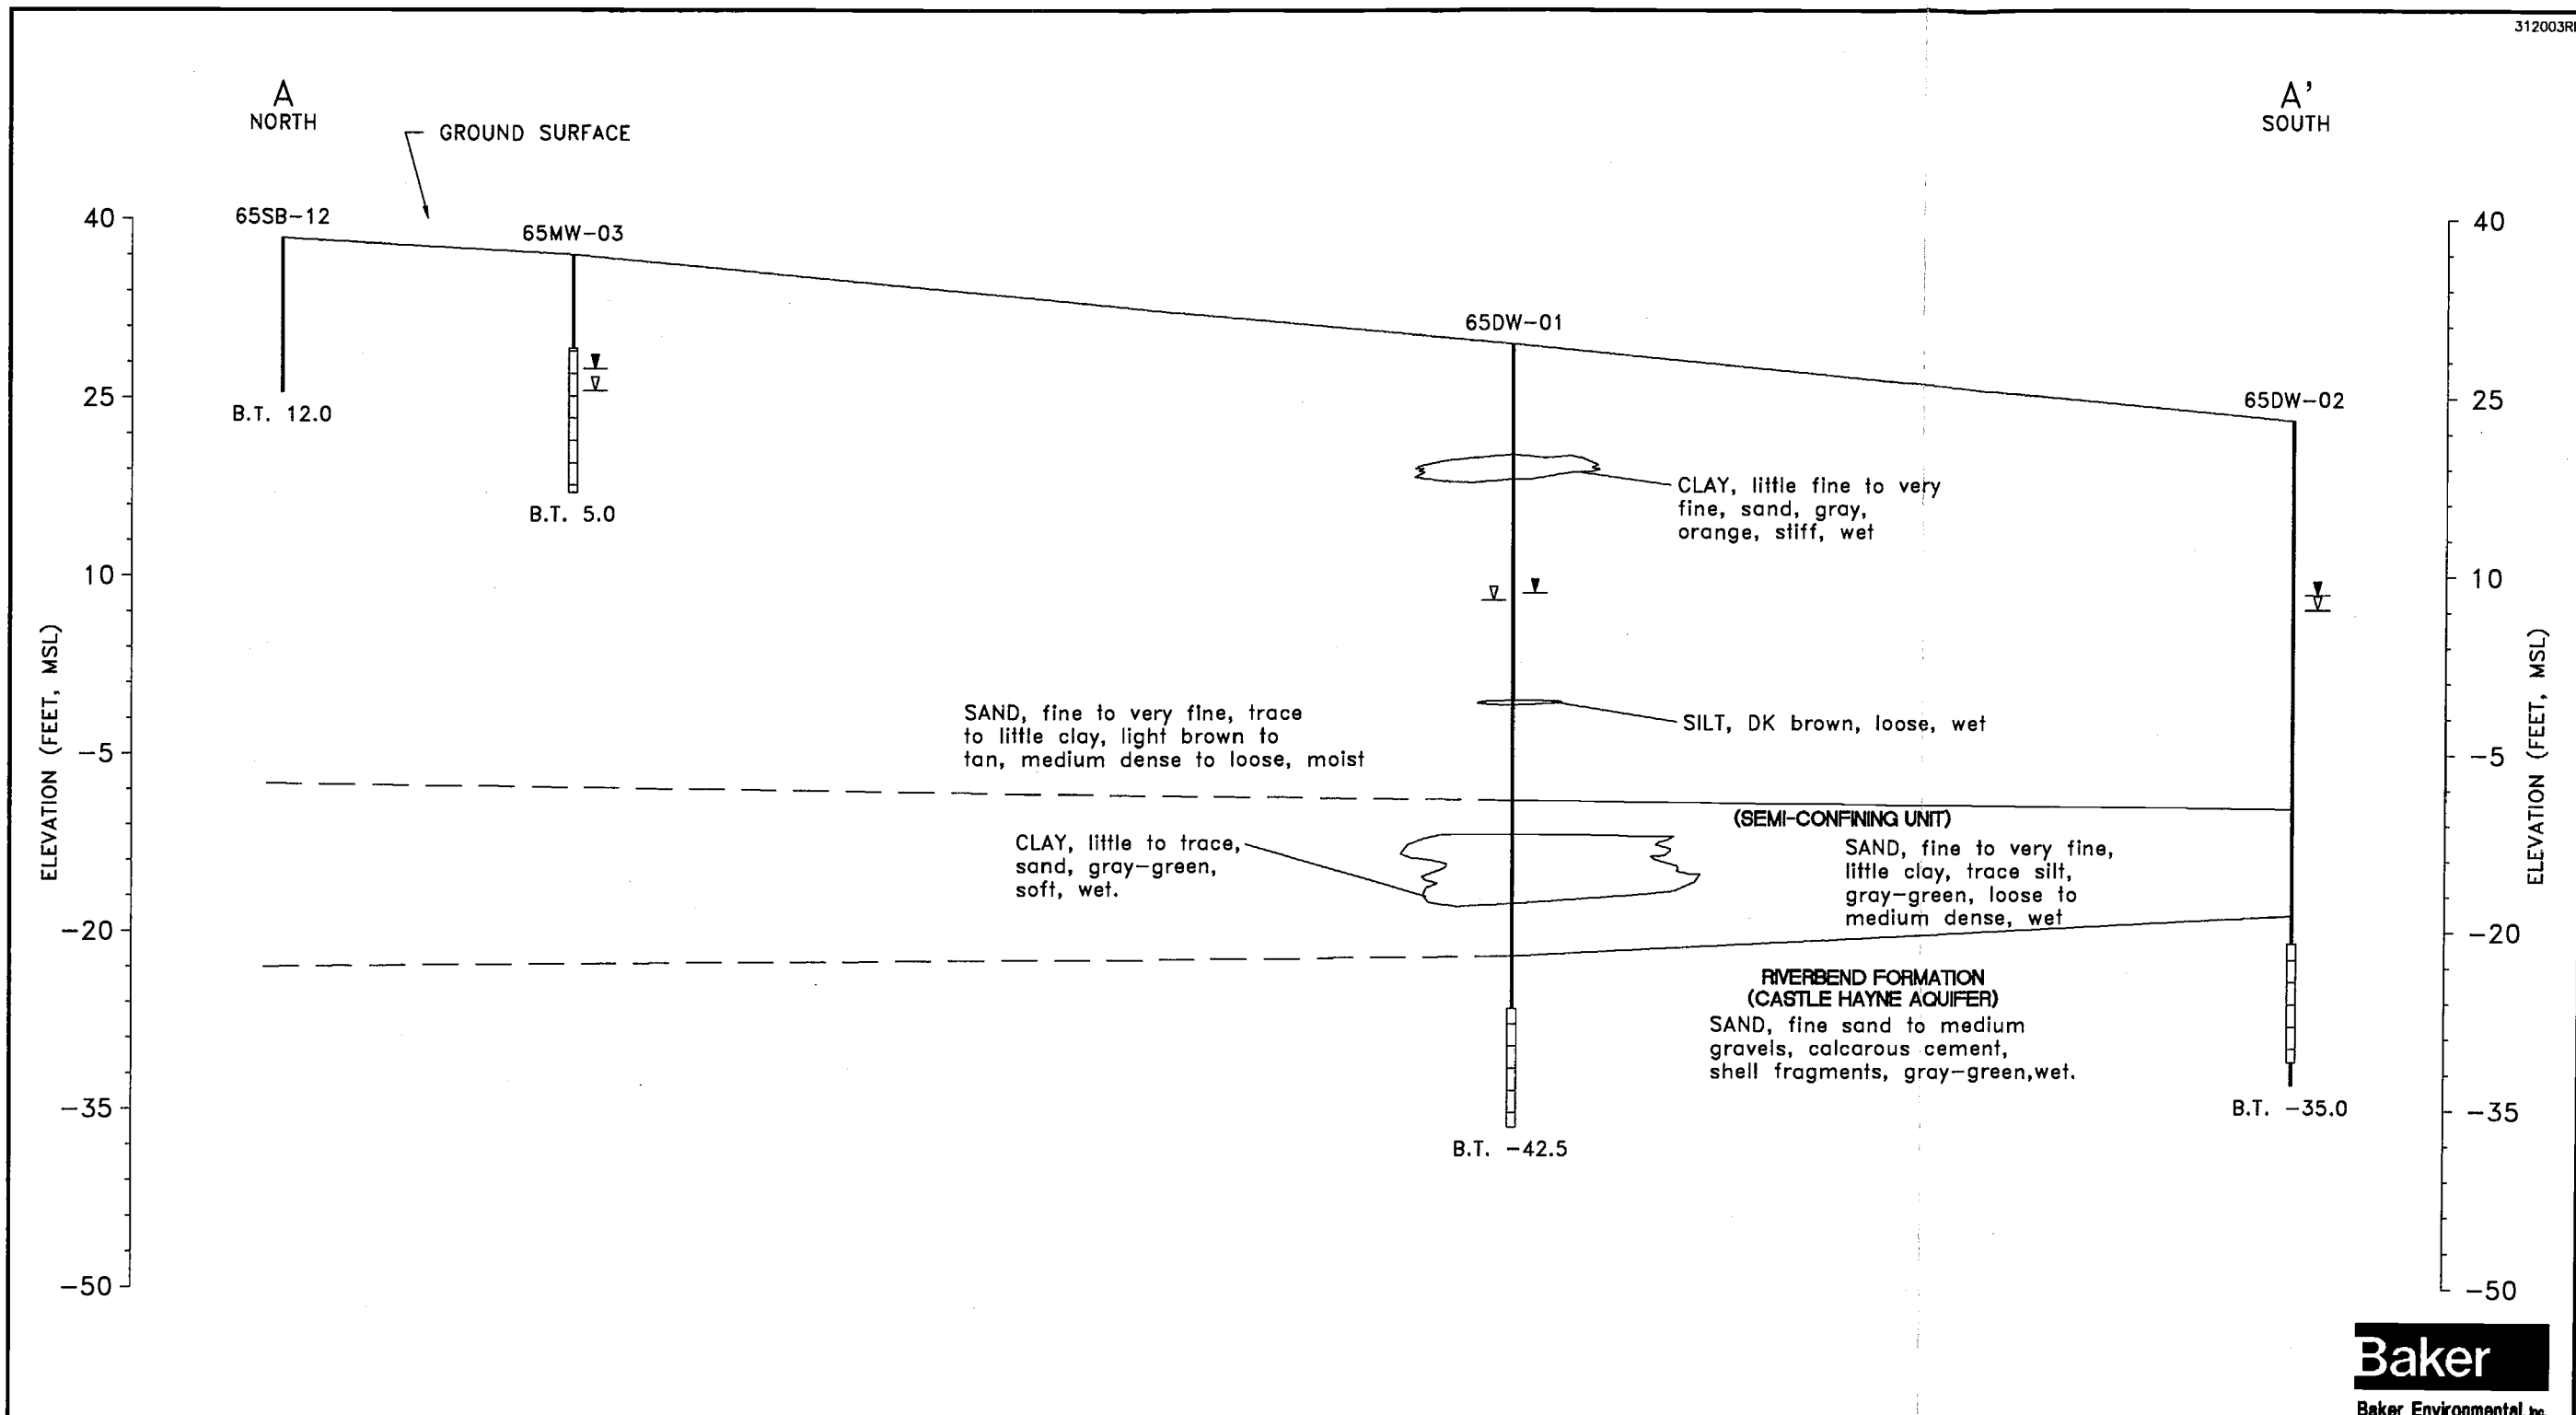 312003RI
A
NORTH
A'
SOUTH
GROUND SURFACE
65SB-12
65MW-03
65DW-01
65DW-02
40
25
10
-5
-20
-35
-50
ELEVATION (FEET, MSL)
B.T. 12.0
B.T. 5.0
CLAY, little fine to very
fine, sand, gray,
orange, stiff, wet
SAND, fine to very fine, trace
to little clay, light brown to
tan, medium dense to loose, moist
SILT, DK brown, loose, wet
(SEMI-CONFINING UNIT)
CLAY, little to trace,
sand, gray-green,
soft, wet.
SAND, fine to very fine,
little clay, trace silt,
gray-green, loose to
medium dense, wet
RIVERBEND FORMATION
(CASTLE HAYNE AQUIFER)
SAND, fine sand to medium
gravels, calcarous cement,
shell fragments, gray-green,wet.
B.T. -42.5
B.T. -35.0
40
25
10
-5
-20
-35
-50
ELEVATION (FEET, MSL)
Baker
Baker Environmental, Inc.